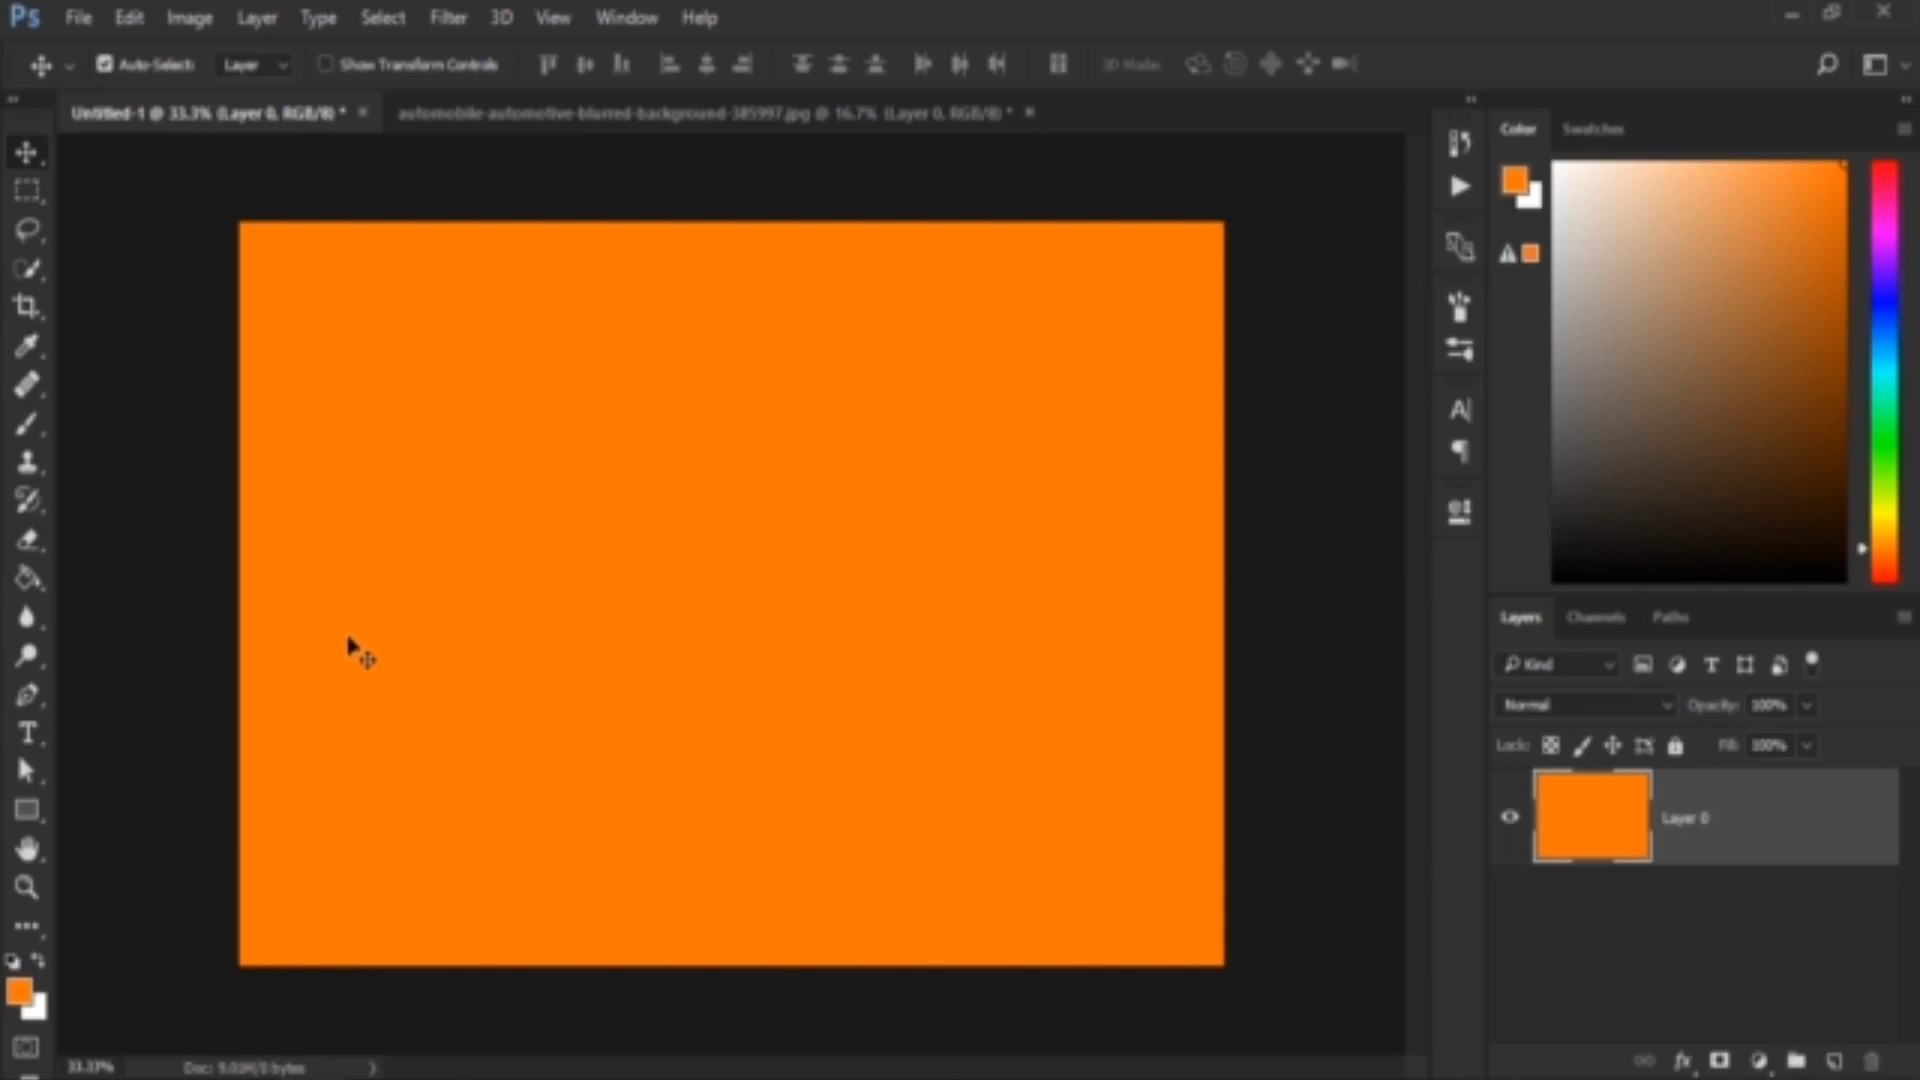 Ps File Edit Image Layer Type Select Filter 3D View Window Help
Auto-Select: Layer Show Transform Controls 3D Mode:
Untitled-1 @ 33.3% (Layer 0, RGB/8) * × automobile-automotive-blurred-background-385997.jpg @ 16.7% (Layer 0, RGB/8) * ×
Color Swatches
Layers Channels Paths
Kind
Normal Opacity: 100%
Lock: Fill: 100%
Layer 0
33.33% Doc: 9.01M/0 bytes